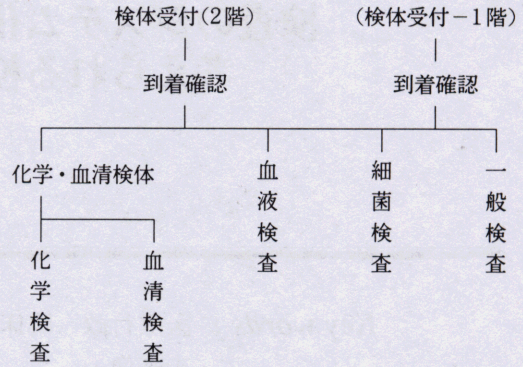 検体受付(2階)
(検体受付−1階)
到着確認
到着確認
化学・血清検体
血液検査
細菌検査
一般検査
化学検査
血清検査